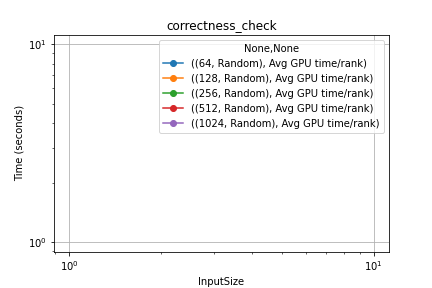 correctness_check
10¹
None,None
((64, Random), Avg GPU time/rank)
((128, Random), Avg GPU time/rank)
((256, Random), Avg GPU time/rank)
((512, Random), Avg GPU time/rank)
((1024, Random), Avg GPU time/rank)
Time (seconds)
10⁰
10⁰ 10¹
InputSize